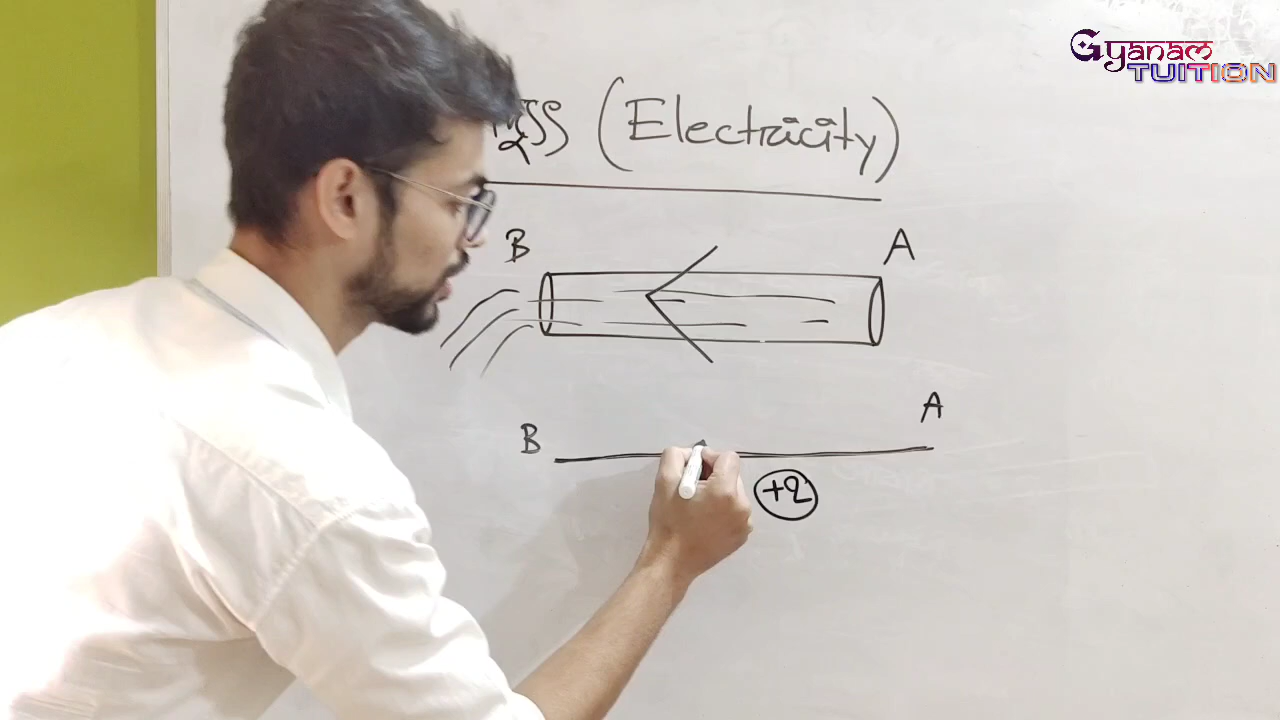 Gyanam
TUITION
(Electricity)
B A
B A
+q